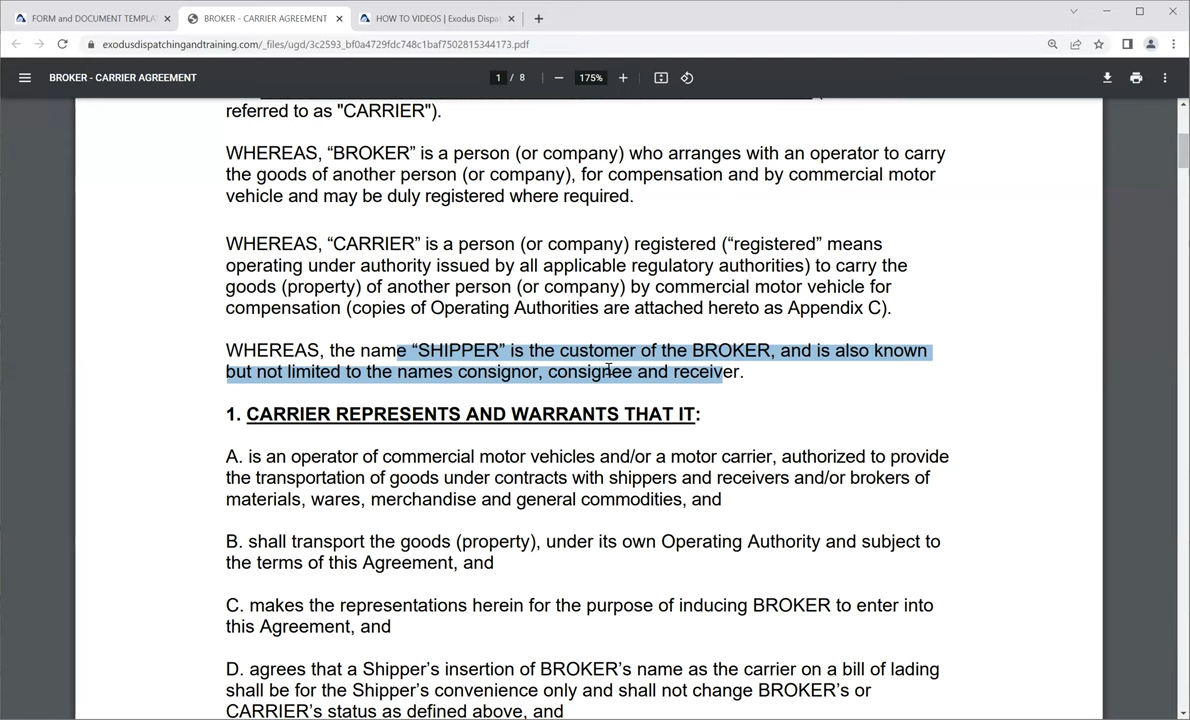 FORM and DOCUMENT TEMPLA
BROKER - CARRIER AGREEMENT
HOW TO VIDEOS | Exodus Dispat
exodusdispatchingandtraining.com/_files/ugd/3c2593_bf0a4729fdc748c1baf7502815344173.pdf
BROKER - CARRIER AGREEMENT
1 / 8
175%
referred to as "CARRIER").
WHEREAS, “BROKER” is a person (or company) who arranges with an operator to carry
the goods of another person (or company), for compensation and by commercial motor
vehicle and may be duly registered where required.
WHEREAS, “CARRIER” is a person (or company) registered (“registered” means
operating under authority issued by all applicable regulatory authorities) to carry the
goods (property) of another person (or company) by commercial motor vehicle for
compensation (copies of Operating Authorities are attached hereto as Appendix C).
WHEREAS, the name “SHIPPER” is the customer of the BROKER, and is also known
but not limited to the names consignor, consignee and receiver.
1. CARRIER REPRESENTS AND WARRANTS THAT IT:
A. is an operator of commercial motor vehicles and/or a motor carrier, authorized to provide
the transportation of goods under contracts with shippers and receivers and/or brokers of
materials, wares, merchandise and general commodities, and
B. shall transport the goods (property), under its own Operating Authority and subject to
the terms of this Agreement, and
C. makes the representations herein for the purpose of inducing BROKER to enter into
this Agreement, and
D. agrees that a Shipper’s insertion of BROKER’s name as the carrier on a bill of lading
shall be for the Shipper’s convenience only and shall not change BROKER’s or
CARRIER’s status as defined above, and